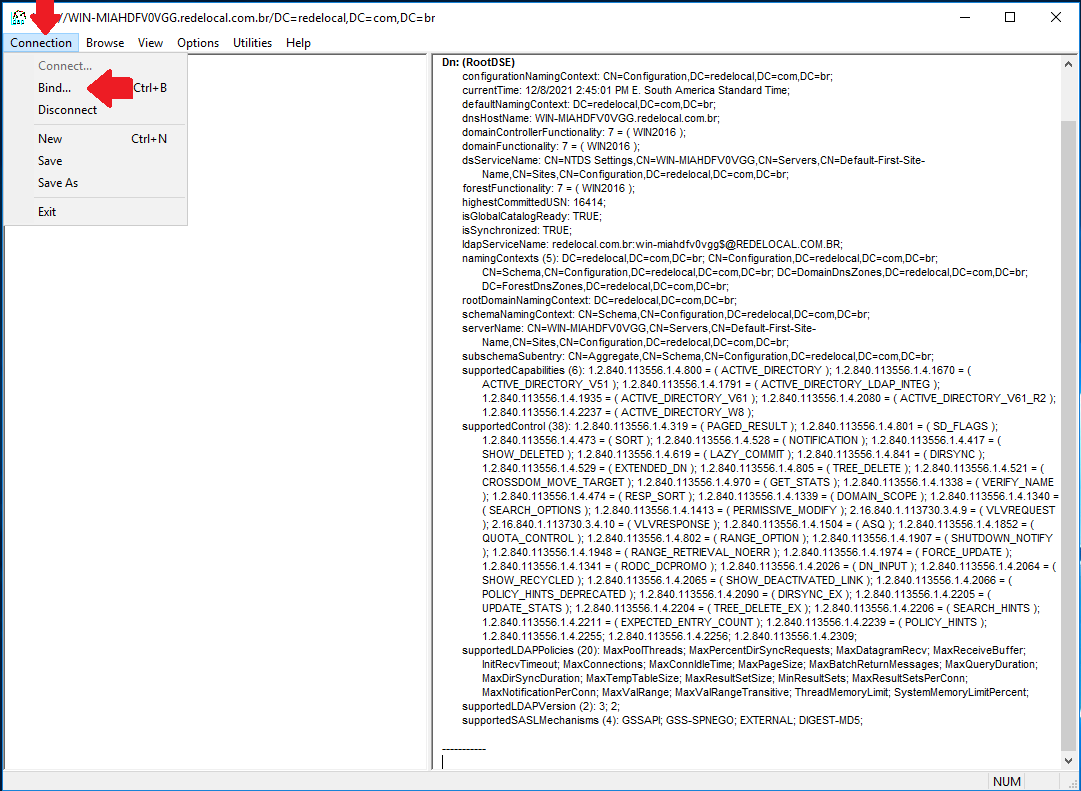 //WIN-MIAHDFV0VGG.redelocal.com.br/DC=redelocal,DC=com,DC=br
Connection Browse View Options Utilities Help
Connect...
Bind... Ctrl+B
Disconnect
New Ctrl+N
Save
Save As
Exit
Dn: (RootDSE)
configurationNamingContext: CN=Configuration,DC=redelocal,DC=com,DC=br;
currentTime: 12/8/2021 2:45:01 PM E. South America Standard Time;
defaultNamingContext: DC=redelocal,DC=com,DC=br;
dnsHostName: WIN-MIAHDFV0VGG.redelocal.com.br;
domainControllerFunctionality: 7 = ( WIN2016 );
domainFunctionality: 7 = ( WIN2016 );
dsServiceName: CN=NTDS Settings,CN=WIN-MIAHDFV0VGG,CN=Servers,CN=Default-First-Site-
Name,CN=Sites,CN=Configuration,DC=redelocal,DC=com,DC=br;
forestFunctionality: 7 = ( WIN2016 );
highestCommittedUSN: 16414;
isGlobalCatalogReady: TRUE;
isSynchronized: TRUE;
ldapServiceName: redelocal.com.br:win-miahdfv0vgg$@REDELOCAL.COM.BR;
namingContexts (5): DC=redelocal,DC=com,DC=br; CN=Configuration,DC=redelocal,DC=com,DC=br;
CN=Schema,CN=Configuration,DC=redelocal,DC=com,DC=br; DC=DomainDnsZones,DC=redelocal,DC=com,DC=br;
DC=ForestDnsZones,DC=redelocal,DC=com,DC=br;
rootDomainNamingContext: DC=redelocal,DC=com,DC=br;
schemaNamingContext: CN=Schema,CN=Configuration,DC=redelocal,DC=com,DC=br;
serverName: CN=WIN-MIAHDFV0VGG,CN=Servers,CN=Default-First-Site-
Name,CN=Sites,CN=Configuration,DC=redelocal,DC=com,DC=br;
subschemaSubentry: CN=Aggregate,CN=Schema,CN=Configuration,DC=redelocal,DC=com,DC=br;
supportedCapabilities (6): 1.2.840.113556.1.4.800 = ( ACTIVE_DIRECTORY ); 1.2.840.113556.1.4.1670 = (
ACTIVE_DIRECTORY_V51 ); 1.2.840.113556.1.4.1791 = ( ACTIVE_DIRECTORY_LDAP_INTEG );
1.2.840.113556.1.4.1935 = ( ACTIVE_DIRECTORY_V61 ); 1.2.840.113556.1.4.2080 = ( ACTIVE_DIRECTORY_V61_R2 );
1.2.840.113556.1.4.2237 = ( ACTIVE_DIRECTORY_W8 );
supportedControl (38): 1.2.840.113556.1.4.319 = ( PAGED_RESULT ); 1.2.840.113556.1.4.801 = ( SD_FLAGS );
1.2.840.113556.1.4.473 = ( SORT ); 1.2.840.113556.1.4.528 = ( NOTIFICATION ); 1.2.840.113556.1.4.417 = (
SHOW_DELETED ); 1.2.840.113556.1.4.619 = ( LAZY_COMMIT ); 1.2.840.113556.1.4.841 = ( DIRSYNC );
1.2.840.113556.1.4.529 = ( EXTENDED_DN ); 1.2.840.113556.1.4.805 = ( TREE_DELETE ); 1.2.840.113556.1.4.521 = (
CROSSDOM_MOVE_TARGET ); 1.2.840.113556.1.4.970 = ( GET_STATS ); 1.2.840.113556.1.4.1338 = ( VERIFY_NAME
); 1.2.840.113556.1.4.474 = ( RESP_SORT ); 1.2.840.113556.1.4.1339 = ( DOMAIN_SCOPE ); 1.2.840.113556.1.4.1340 =
( SEARCH_OPTIONS ); 1.2.840.113556.1.4.1413 = ( PERMISSIVE_MODIFY ); 2.16.840.1.113730.3.4.9 = ( VLVREQUEST
); 2.16.840.1.113730.3.4.10 = ( VLVRESPONSE ); 1.2.840.113556.1.4.1504 = ( ASQ ); 1.2.840.113556.1.4.1852 = (
QUOTA_CONTROL ); 1.2.840.113556.1.4.802 = ( RANGE_OPTION ); 1.2.840.113556.1.4.1907 = ( SHUTDOWN_NOTIFY
); 1.2.840.113556.1.4.1948 = ( RANGE_RETRIEVAL_NOERR ); 1.2.840.113556.1.4.1974 = ( FORCE_UPDATE );
1.2.840.113556.1.4.1341 = ( RODC_DCPROMO ); 1.2.840.113556.1.4.2026 = ( DN_INPUT ); 1.2.840.113556.1.4.2064 = (
SHOW_RECYCLED ); 1.2.840.113556.1.4.2065 = ( SHOW_DEACTIVATED_LINK ); 1.2.840.113556.1.4.2066 = (
POLICY_HINTS_DEPRECATED ); 1.2.840.113556.1.4.2090 = ( DIRSYNC_EX ); 1.2.840.113556.1.4.2205 = (
UPDATE_STATS ); 1.2.840.113556.1.4.2204 = ( TREE_DELETE_EX ); 1.2.840.113556.1.4.2206 = ( SEARCH_HINTS );
1.2.840.113556.1.4.2211 = ( EXPECTED_ENTRY_COUNT ); 1.2.840.113556.1.4.2239 = ( POLICY_HINTS );
1.2.840.113556.1.4.2255; 1.2.840.113556.1.4.2256; 1.2.840.113556.1.4.2309;
supportedLDAPPolicies (20): MaxPoolThreads; MaxPercentDirSyncRequests; MaxDatagramRecv; MaxReceiveBuffer;
InitRecvTimeout; MaxConnections; MaxConnIdleTime; MaxPageSize; MaxBatchReturnMessages; MaxQueryDuration;
MaxDirSyncDuration; MaxTempTableSize; MaxResultSetSize; MinResultSets; MaxResultSetsPerConn;
MaxNotificationPerConn; MaxValRange; MaxValRangeTransitive; ThreadMemoryLimit; SystemMemoryLimitPercent;
supportedLDAPVersion (2): 3; 2;
supportedSASLMechanisms (4): GSSAPI; GSS-SPNEGO; EXTERNAL; DIGEST-MD5;
-----------
NUM